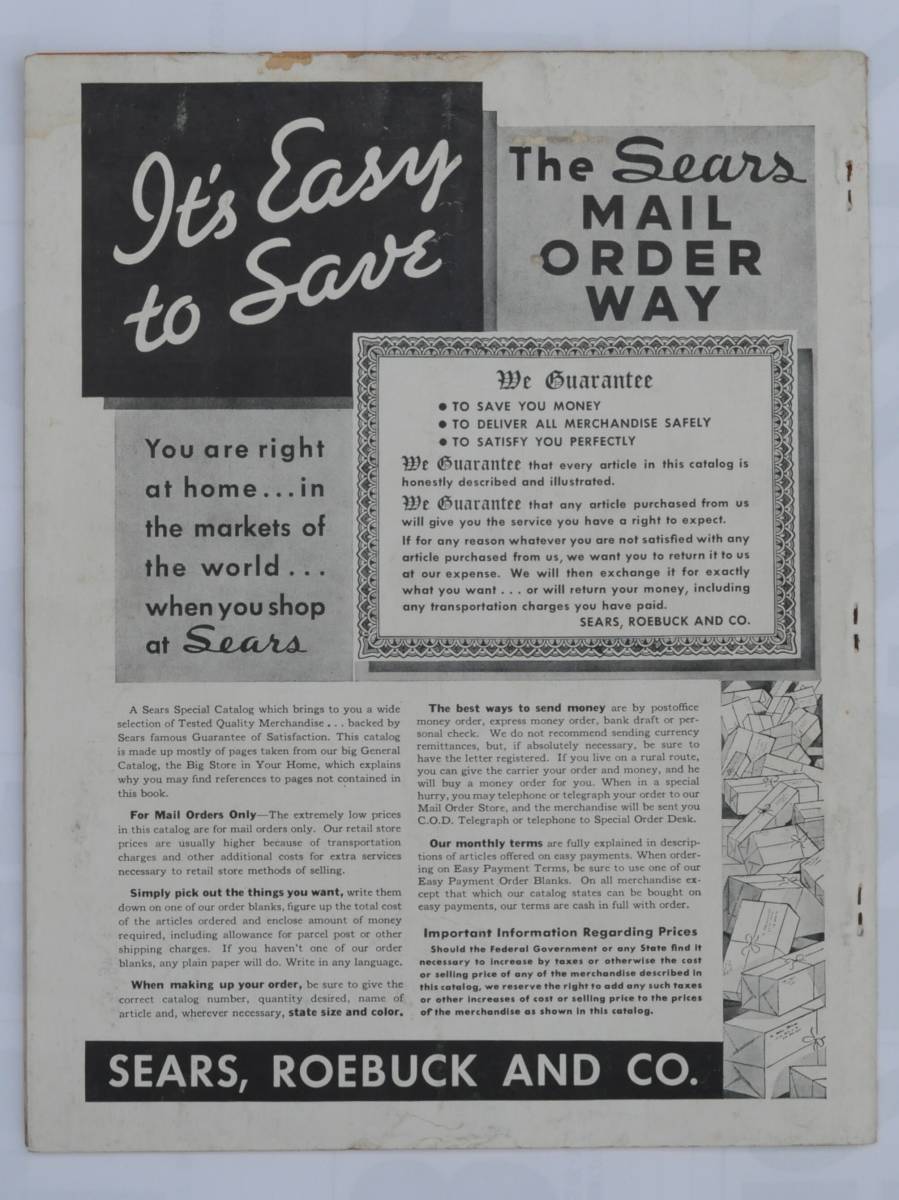 It's Easy
to Save
The Sears
MAIL
ORDER
WAY
We Guarantee
● TO SAVE YOU MONEY
● TO DELIVER ALL MERCHANDISE SAFELY
● TO SATISFY YOU PERFECTLY
We Guarantee that every article in this catalog is
honestly described and illustrated.
We Guarantee that any article purchased from us
will give you the service you have a right to expect.
If for any reason whatever you are not satisfied with any
article purchased from us, we want you to return it to us
at our expense. We will then exchange it for exactly
what you want . . . or will return your money, including
any transportation charges you have paid.
SEARS, ROEBUCK AND CO.
You are right
at home...in
the markets of
the world ...
when you shop
at Sears
A Sears Special Catalog which brings to you a wide
selection of Tested Quality Merchandise . . . backed by
Sears famous Guarantee of Satisfaction. This catalog
is made up mostly of pages taken from our big General
Catalog, the Big Store in Your Home, which explains
why you may find references to pages not contained in
this book.
For Mail Orders Only—The extremely low prices
in this catalog are for mail orders only. Our retail store
prices are usually higher because of transportation
charges and other additional costs for extra services
necessary to retail store methods of selling.
Simply pick out the things you want, write them
down on one of our order blanks, figure up the total cost
of the articles ordered and enclose amount of money
required, including allowance for parcel post or other
shipping charges. If you haven't one of our order
blanks, any plain paper will do. Write in any language.
When making up your order, be sure to give the
correct catalog number, quantity desired, name of
article and, wherever necessary, state size and color.
The best ways to send money are by postoffice
money order, express money order, bank draft or per-
sonal check. We do not recommend sending currency
remittances, but, if absolutely necessary, be sure to
have the letter registered. If you live on a rural route,
you can give the carrier your order and money, and he
will buy a money order for you. When in a special
hurry, you may telephone or telegraph your order to our
Mail Order Store, and the merchandise will be sent you
C.O.D. Telegraph or telephone to Special Order Desk.
Our monthly terms are fully explained in descrip-
tions of articles offered on easy payments. When order-
ing on Easy Payment Terms, be sure to use one of our
Easy Payment Order Blanks. On all merchandise ex-
cept that which our catalog states can be bought on
easy payments, our terms are cash in full with order.
Important Information Regarding Prices
Should the Federal Government or any State find it
necessary to increase by taxes or otherwise the cost
or selling price of any of the merchandise described in
this catalog, we reserve the right to add any such taxes
or other increases of cost or selling price to the prices
of the merchandise as shown in this catalog.
SEARS, ROEBUCK AND CO.